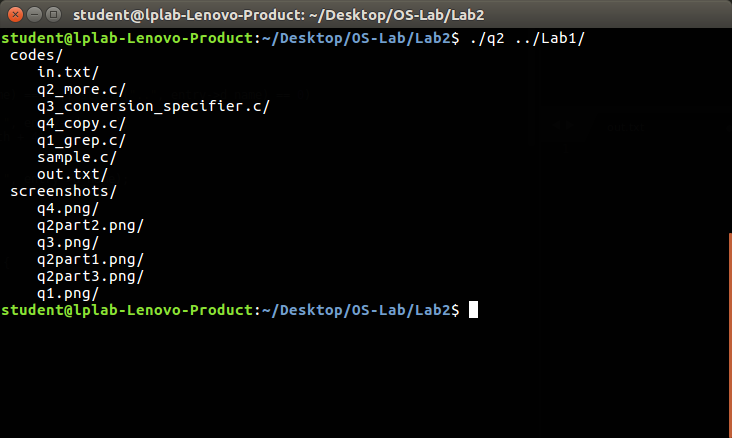 student@lplab-Lenovo-Product: ~/Desktop/OS-Lab/Lab2
student@lplab-Lenovo-Product:~/Desktop/OS-Lab/Lab2$ ./q2 ../Lab1/
codes/
in.txt/
q2_more.c/
q3_conversion_specifier.c/
q4_copy.c/
q1_grep.c/
sample.c/
out.txt/
screenshots/
q4.png/
q2part2.png/
q3.png/
q2part1.png/
q2part3.png/
q1.png/
student@lplab-Lenovo-Product:~/Desktop/OS-Lab/Lab2$